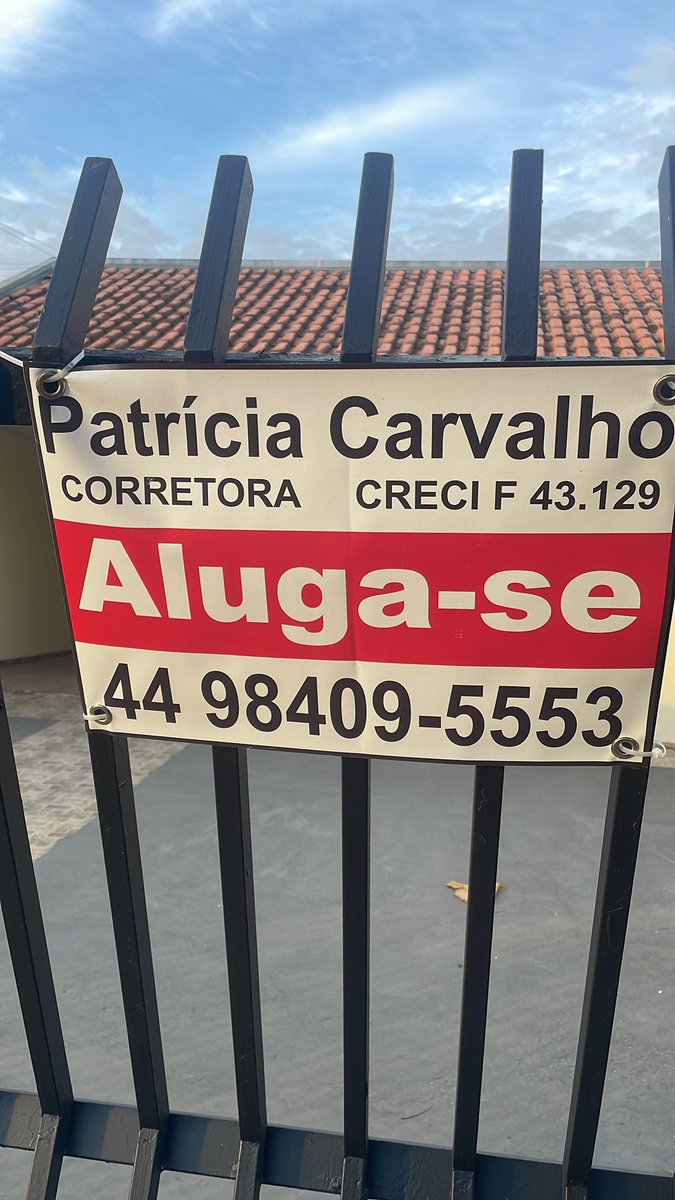 Patrícia Carvalho
CORRETORA CRECI F 43.129
Aluga-se
44 98409-5553